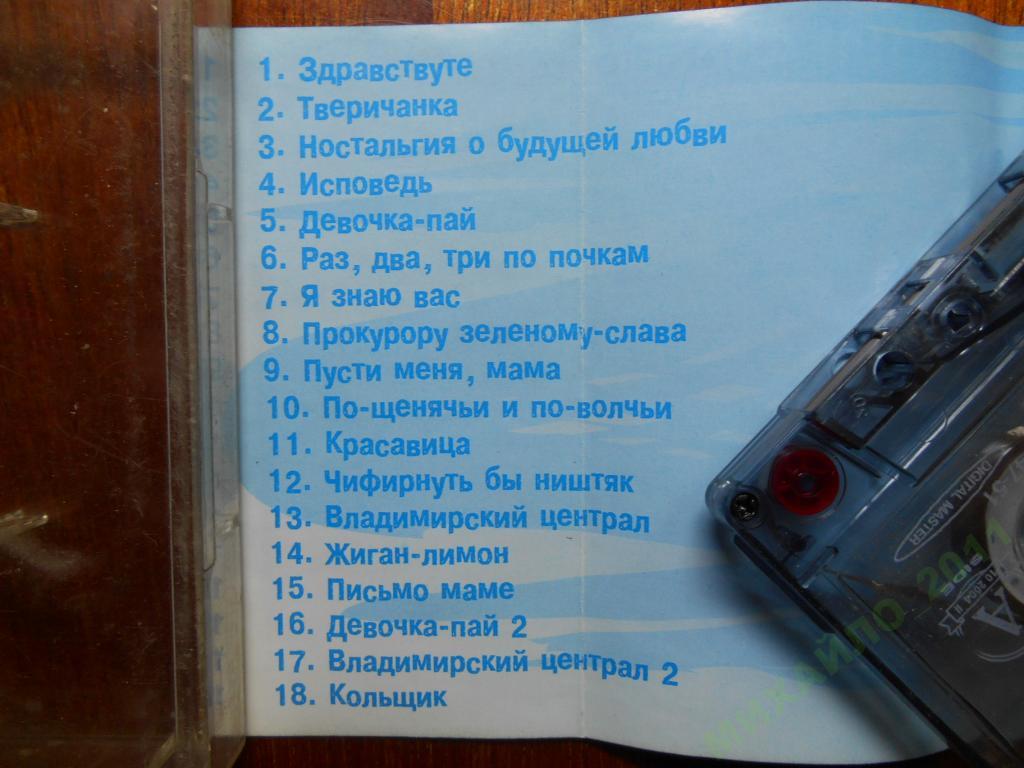 1. Здравствуте
2. Тверичанка
3. Ностальгия о будущей любви
4. Исповедь
5. Девочка-пай
6. Раз, два, три по почкам
7. Я знаю вас
8. Прокурору зеленому-слава
9. Пусти меня, мама
10. По-щенячьи и по-волчьи
11. Красавица
12. Чифирнуть бы ништяк
13. Владимирский централ
14. Жиган-лимон
15. Письмо маме
16. Девочка-пай 2
17. Владимирский централ 2
18. Кольщик
DIGITAL MASTER
SIDE
A
МИХАЙЛО 2011